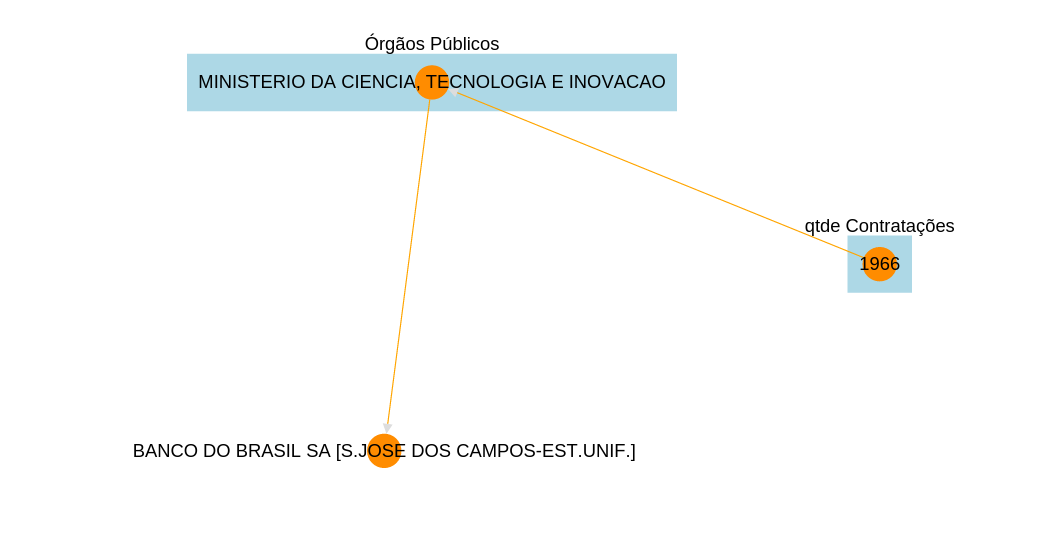 Órgãos Públicos
MINISTERIO DA CIENCIA, TECNOLOGIA E INOVACAO
qtde Contratações
1966
BANCO DO BRASIL SA [S.JOSE DOS CAMPOS-EST.UNIF.]